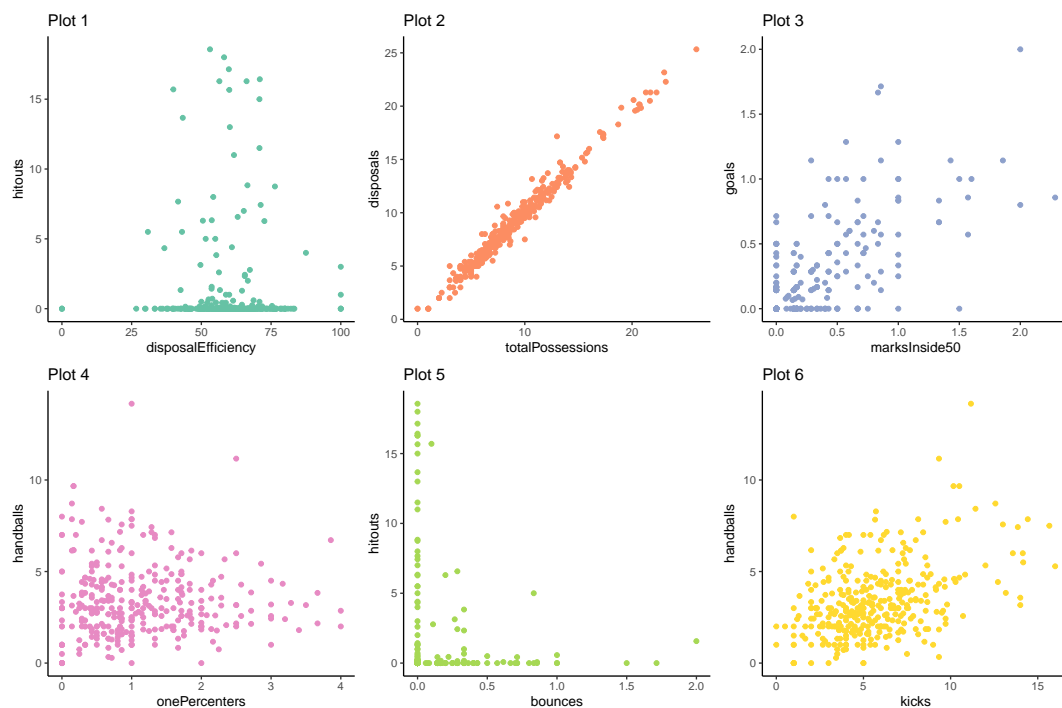 Plot 1
hitouts
15
10
5
0
0
25
50
75
100
disposalEfficiency
Plot 2
disposals
25
20
15
10
5
0
0
10
20
totalPossessions
Plot 3
goals
2.0
1.5
1.0
0.5
0.0
0.0
0.5
1.0
1.5
2.0
marksInside50
Plot 4
handballs
10
5
0
0
1
2
3
4
onePercenters
Plot 5
hitouts
15
10
5
0
0.0
0.5
1.0
1.5
2.0
bounces
Plot 6
handballs
10
5
0
0
5
10
15
kicks